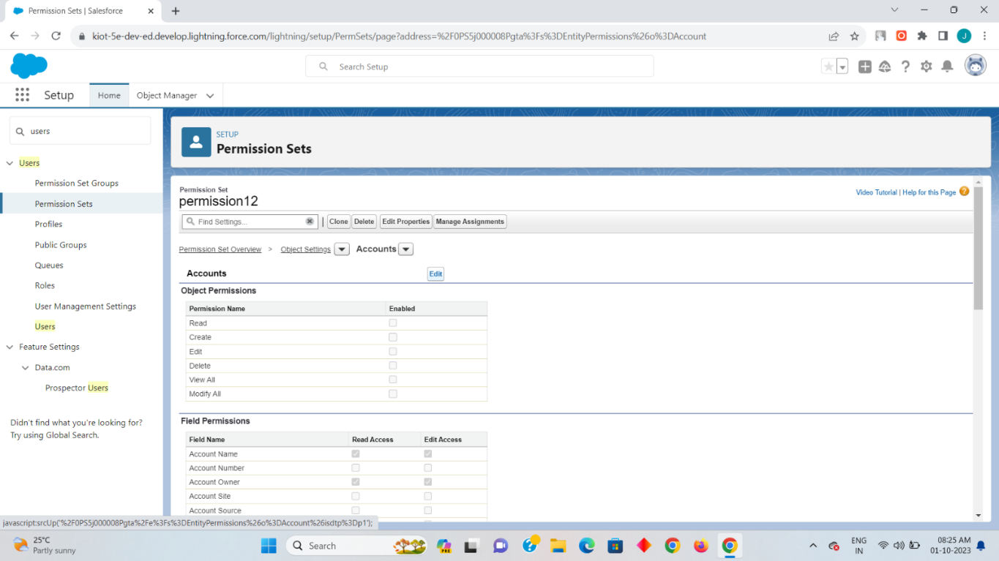 Permission Sets | Salesforce
kiot-5e-dev-ed.develop.lightning.force.com/lightning/setup/PermSets/page?address=%2F0PS5j000008Pgta%3Fs%3DEntityPermissions%26o%3DAccount
J
Search Setup
Setup
Home
Object Manager
users
Users
Permission Set Groups
Permission Sets
Profiles
Public Groups
Queues
Roles
User Management Settings
Users
Feature Settings
Data.com
Prospector Users
Didn't find what you're looking for?
Try using Global Search.
SETUP
Permission Sets
Permission Set
permission12
Video Tutorial | Help for this Page ?
Find Settings... | Clone Delete Edit Properties Manage Assignments
Permission Set Overview > Object Settings Accounts
Accounts Edit
Object Permissions
Permission Name Enabled
Read
Create
Edit
Delete
View All
Modify All
Field Permissions
Field Name Read Access Edit Access
Account Name
Account Number
Account Owner
Account Site
Account Source
javascript:srcUp('%2F0PS5j000008Pgta%2Fe%3Fs%3DEntityPermissions%26o%3DAccount%26isdtp%3Dp1');
25°C
Partly sunny
Search
PRE
ENG
IN
08:25 AM
01-10-2023